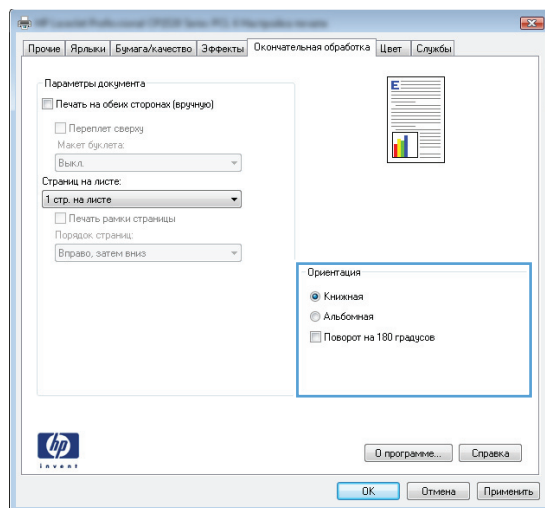 Прочие Ярлыки Бумага/качество Эффекты Окончательная обработка Цвет Службы
Параметры документа
Печать на обеих сторонах (вручную)
Переплет сверху
Макет буклета:
Выкл.
Страниц на листе:
1 стр. на листе
Печать рамки страницы
Порядок страниц:
Вправо, затем вниз
E
Ориентация
Книжная
Альбомная
Поворот на 180 градусов
hp
invent
О программе... Справка
OK Отмена Применить